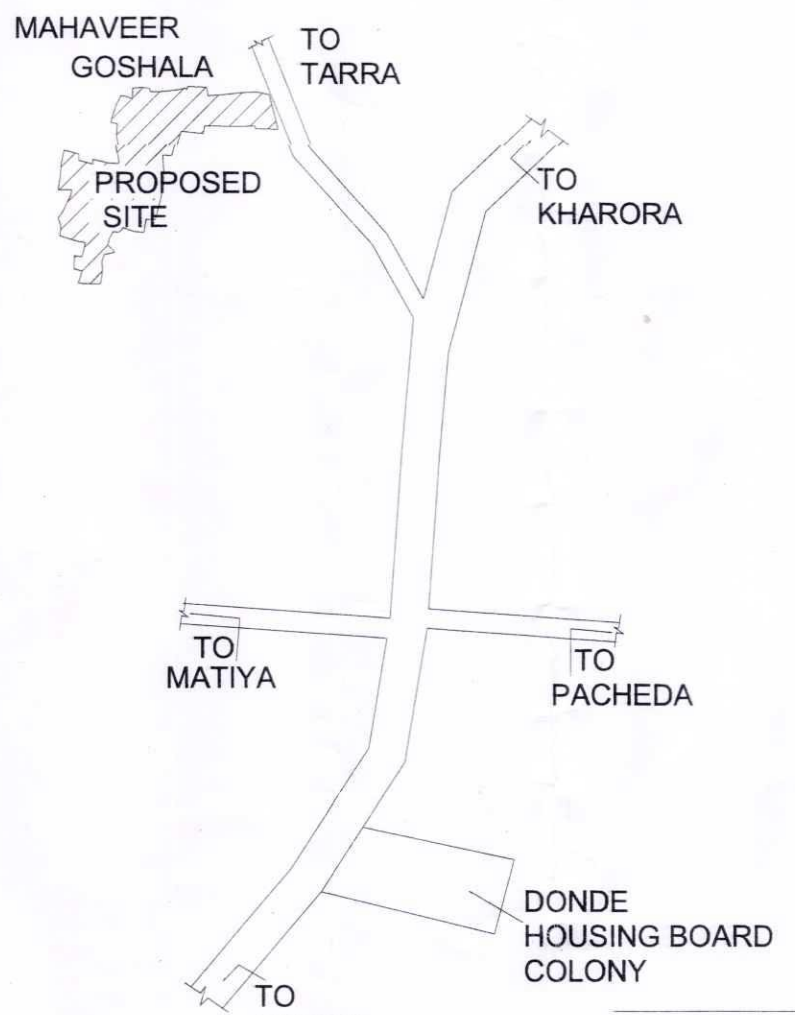 MAHAVEER
GOSHALA
TO
TARRA
TO
KHARORA
PROPOSED
SITE
TO
MATIYA
TO
PACHEDA
DONDE
HOUSING BOARD
COLONY
TO